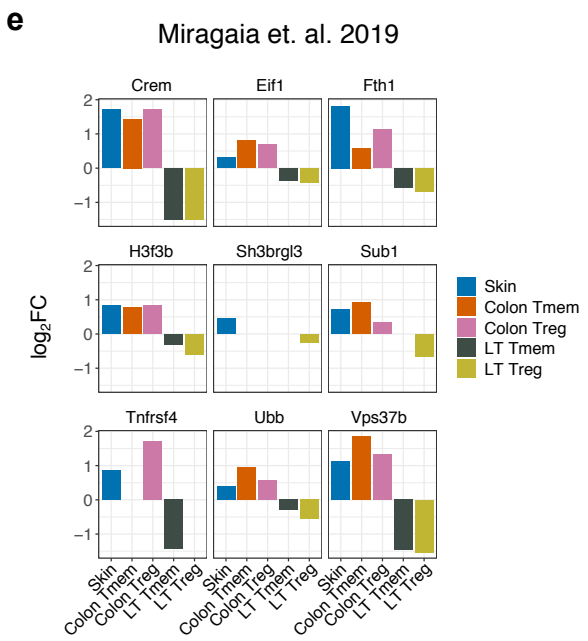 e
Miragaia et. al. 2019
Crem Eif1 Fth1
2
1
0
−1
H3f3b Sh3brgl3 Sub1
2
1
0
−1
log₂FC
Skin
Colon Tmem
Colon Treg
LT Tmem
LT Treg
Tnfrsf4 Ubb Vps37b
2
1
0
−1
Skin Colon Tmem Colon Treg LT Tmem LT Treg Skin Colon Tmem Colon Treg LT Tmem LT Treg Skin Colon Tmem Colon Treg LT Tmem LT Treg